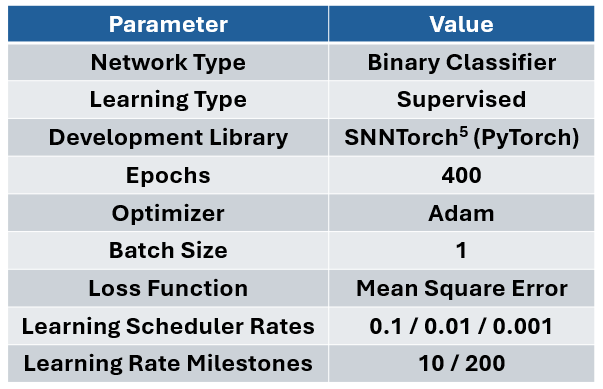 Parameter Value
Network Type Binary Classifier
Learning Type Supervised
Development Library SNNTorch⁵ (PyTorch)
Epochs 400
Optimizer Adam
Batch Size 1
Loss Function Mean Square Error
Learning Scheduler Rates 0.1 / 0.01 / 0.001
Learning Rate Milestones 10 / 200